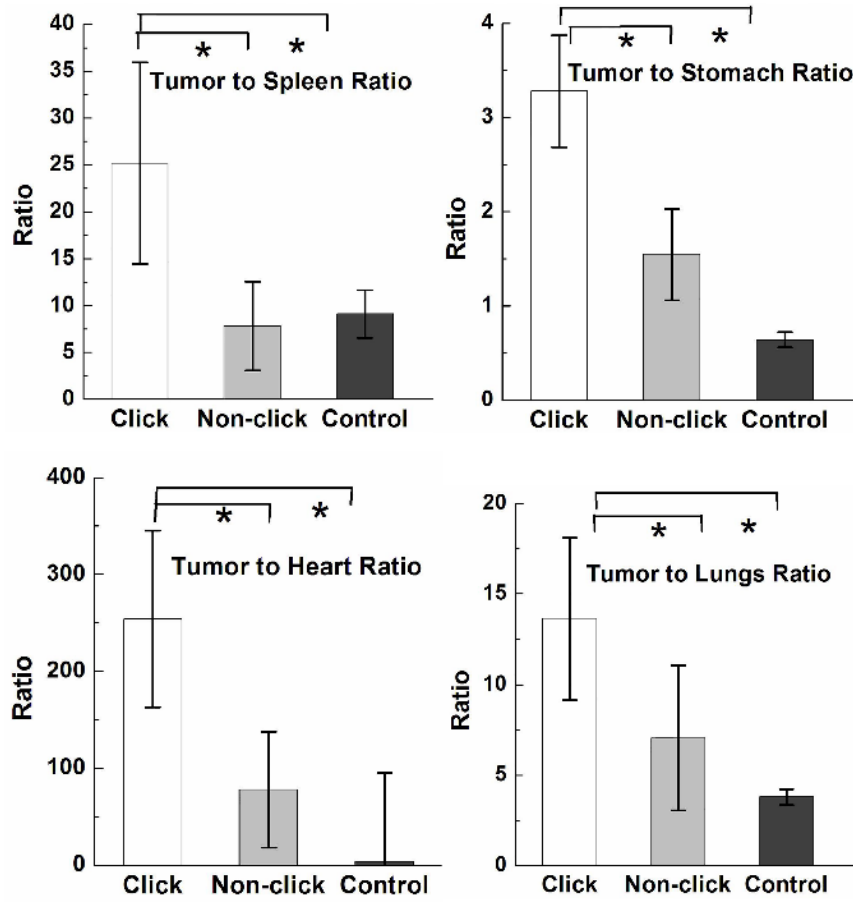 40
35
30
25
20
15
10
5
0
Ratio
* *
Tumor to Spleen Ratio
Click Non-click Control
4
3
2
1
0
Ratio
* *
Tumor to Stomach Ratio
Click Non-click Control
400
300
200
100
0
Ratio
* *
Tumor to Heart Ratio
Click Non-click Control
20
15
10
5
0
Ratio
* *
Tumor to Lungs Ratio
Click Non-click Control